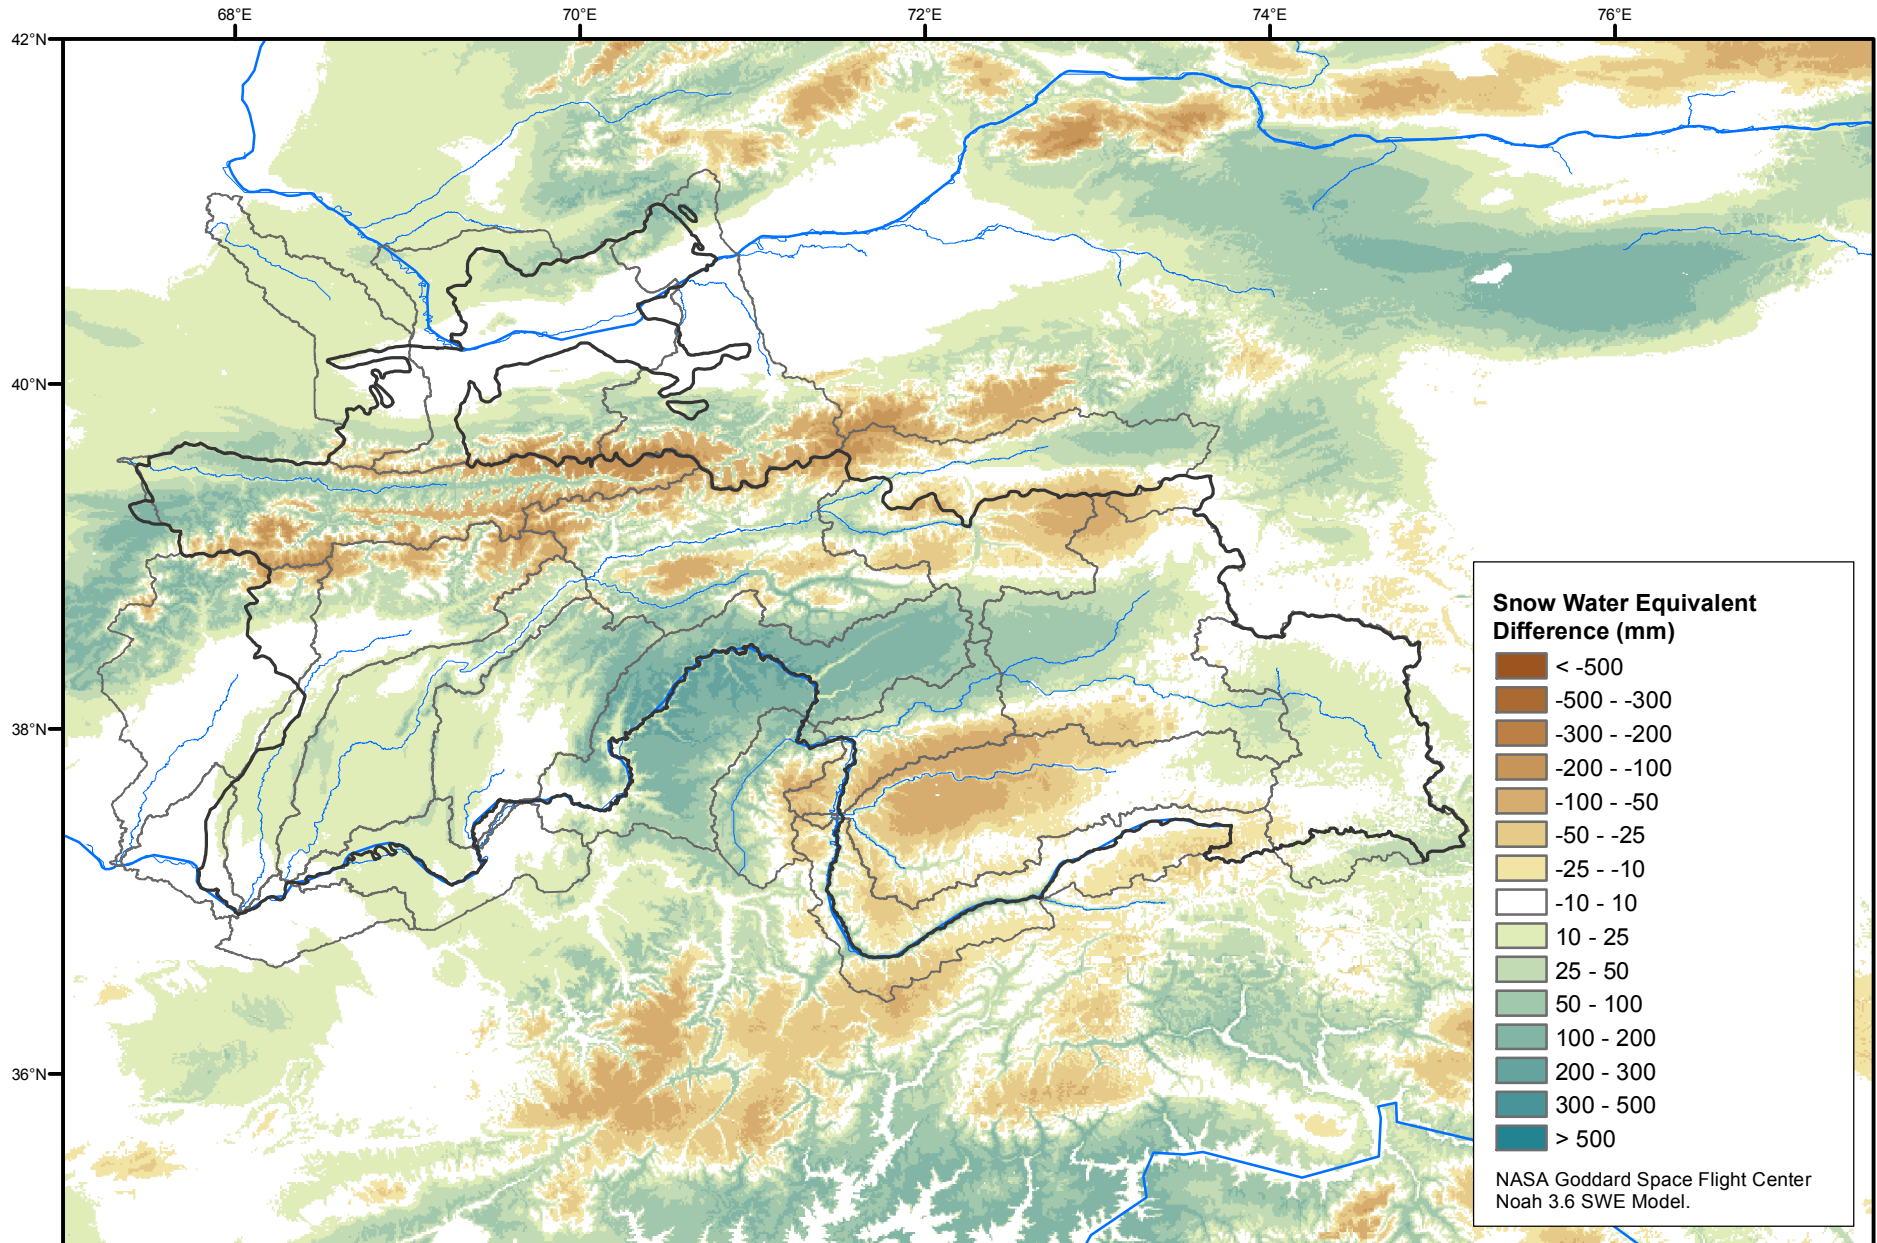 68°E
70°E
72°E
74°E
76°E
42°N
40°N
38°N
36°N
Snow Water Equivalent
Difference (mm)
< -500
-500 - -300
-300 - -200
-200 - -100
-100 - -50
-50 - -25
-25 - -10
-10 - 10
10 - 25
25 - 50
50 - 100
100 - 200
200 - 300
300 - 500
> 500
NASA Goddard Space Flight Center
Noah 3.6 SWE Model.